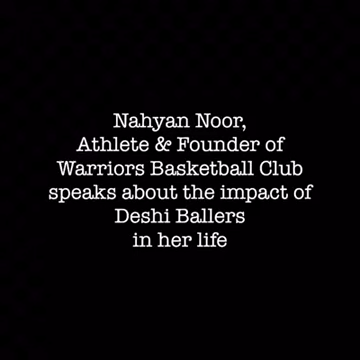 Nahyan Noor,
Athlete & Founder of
Warriors Basketball Club
speaks about the impact of
Deshi Ballers
in her life